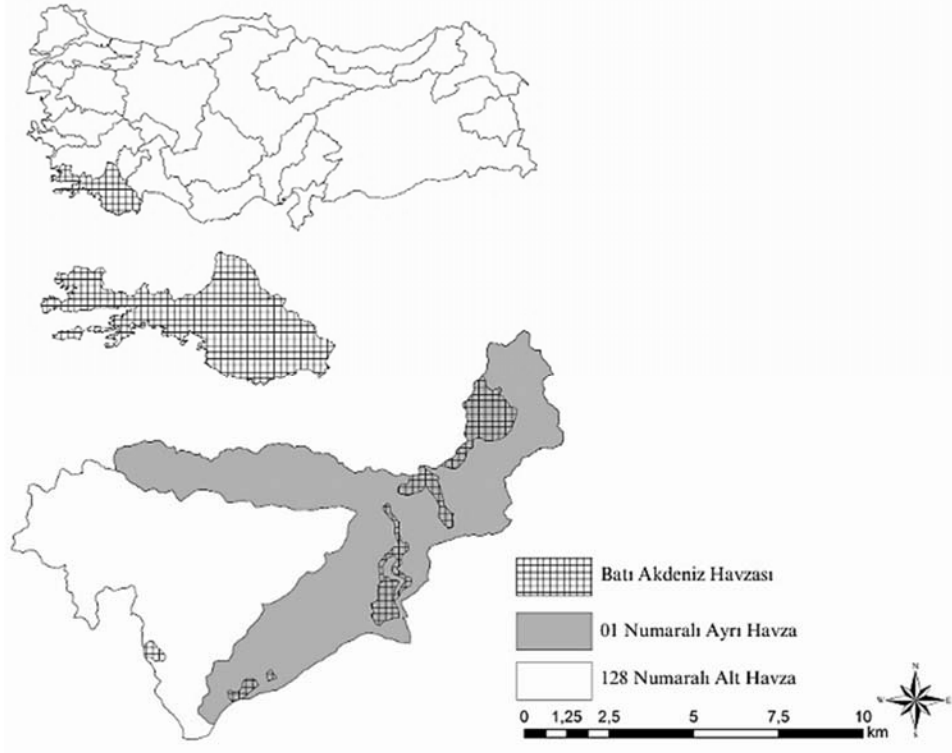 Batı Akdeniz Havzası
01 Numaralı Ayrı Havza
128 Numaralı Alt Havza
N
W E
S
0 1,25 2,5 5 7,5 10
km